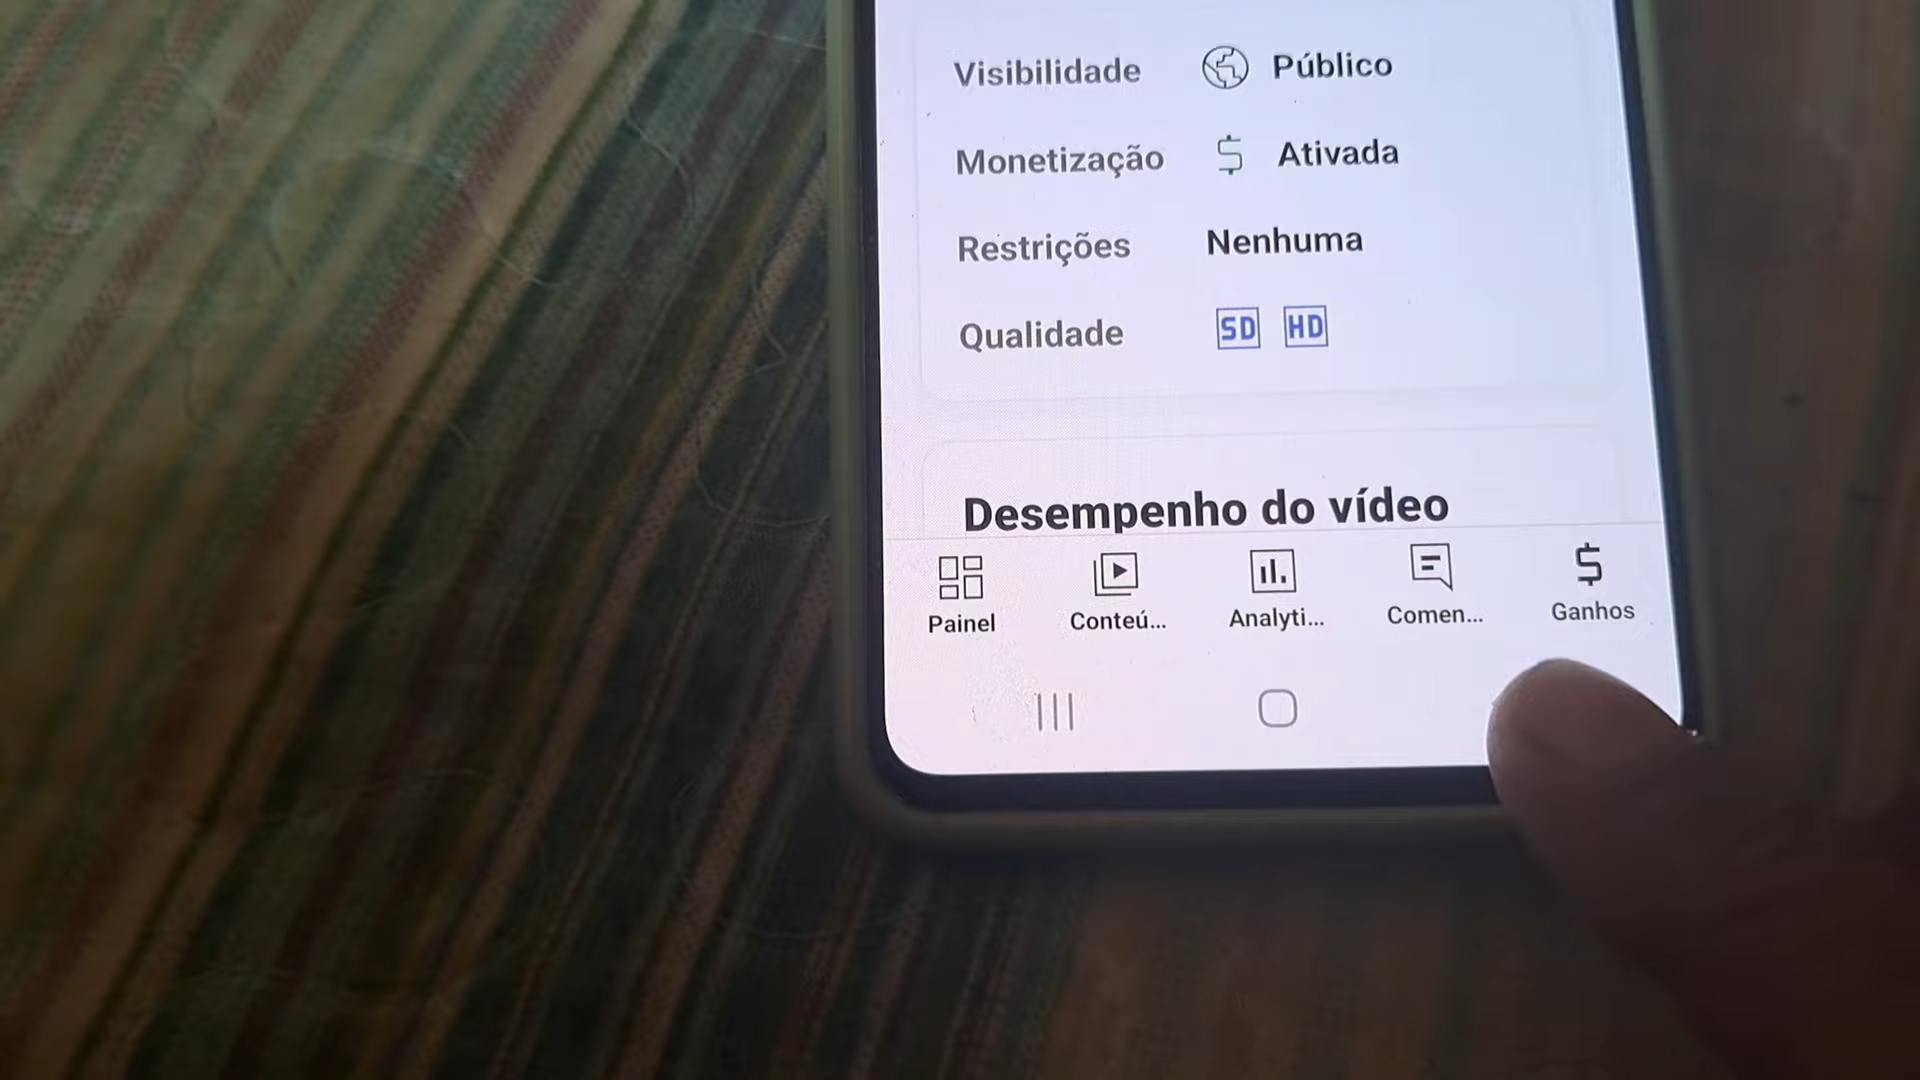 Visibilidade Público
Monetização Ativada
Restrições Nenhuma
Qualidade SD HD
Desempenho do vídeo
Painel Conteú... Analyti... Comen... Ganhos